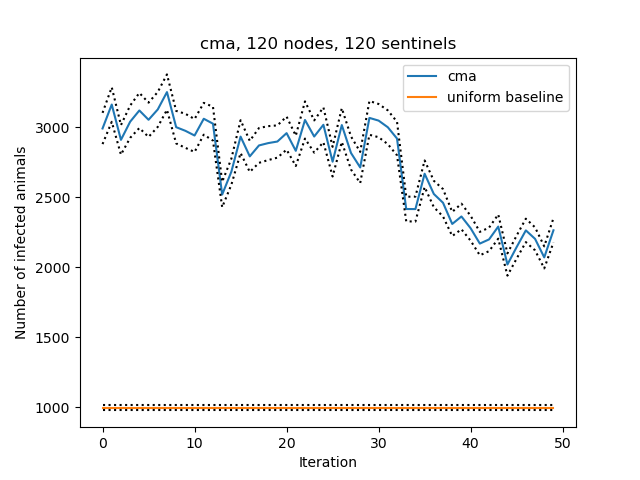 cma, 120 nodes, 120 sentinels
cma
uniform baseline
Number of infected animals
3000
2500
2000
1500
1000
0
10
20
30
40
50
Iteration